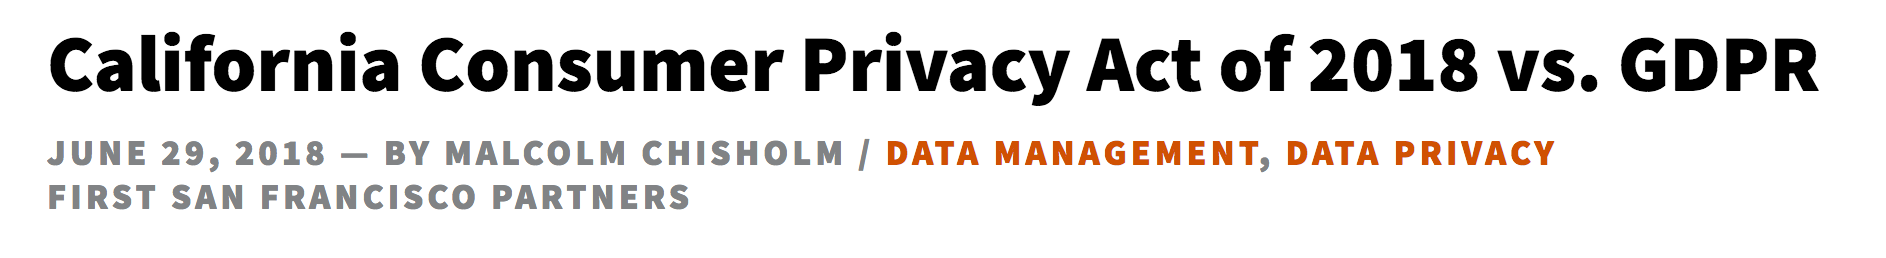 California Consumer Privacy Act of 2018 vs. GDPR
JUNE 29, 2018 — BY MALCOLM CHISHOLM / DATA MANAGEMENT, DATA PRIVACY
FIRST SAN FRANCISCO PARTNERS